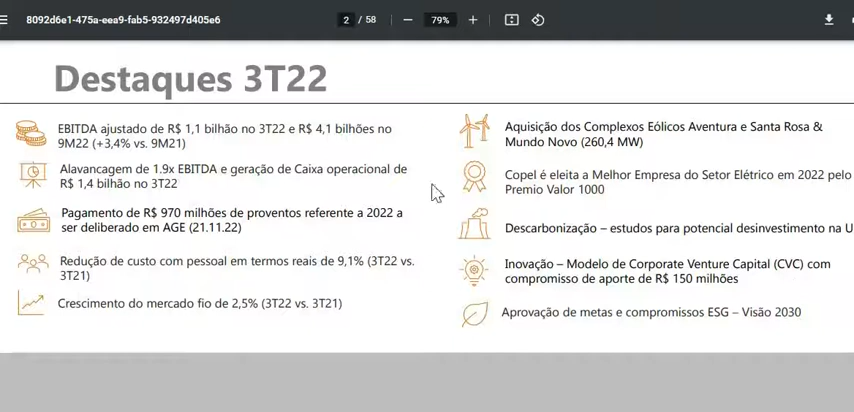 8092d6e1-475a-eea9-fab5-932497d405e6
2 / 58
79%
Destaques 3T22
EBITDA ajustado de R$ 1,1 bilhão no 3T22 e R$ 4,1 bilhões no
9M22 (+3,4% vs. 9M21)
Alavancagem de 1.9x EBITDA e geração de Caixa operacional de
R$ 1,4 bilhão no 3T22
Pagamento de R$ 970 milhões de proventos referente a 2022 a
ser deliberado em AGE (21.11.22)
Redução de custo com pessoal em termos reais de 9,1% (3T22 vs.
3T21)
Crescimento do mercado fio de 2,5% (3T22 vs. 3T21)
Aquisição dos Complexos Eólicos Aventura e Santa Rosa &
Mundo Novo (260,4 MW)
Copel é eleita a Melhor Empresa do Setor Elétrico em 2022 pelo
Premio Valor 1000
Descarbonização – estudos para potencial desinvestimento na U
Inovação – Modelo de Corporate Venture Capital (CVC) com
compromisso de aporte de R$ 150 milhões
Aprovação de metas e compromissos ESG – Visão 2030